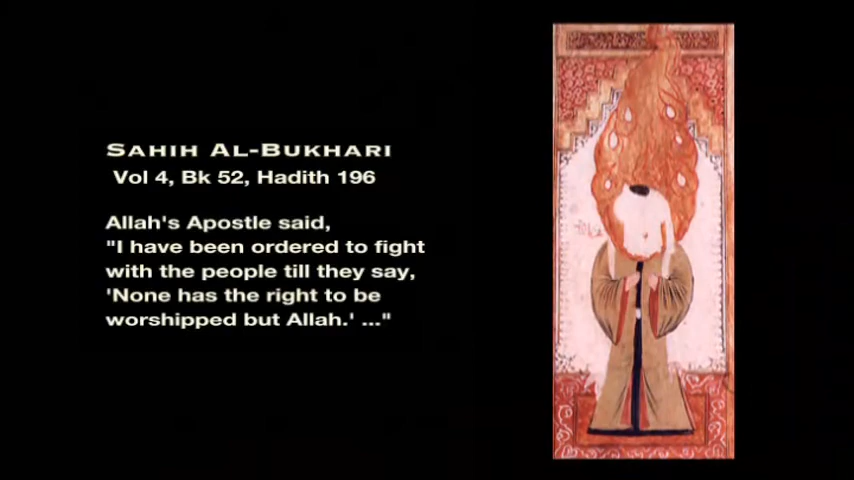 SAHIH AL-BUKHARI
Vol 4, Bk 52, Hadith 196
Allah's Apostle said,
"I have been ordered to fight
with the people till they say,
'None has the right to be
worshipped but Allah.' ..."